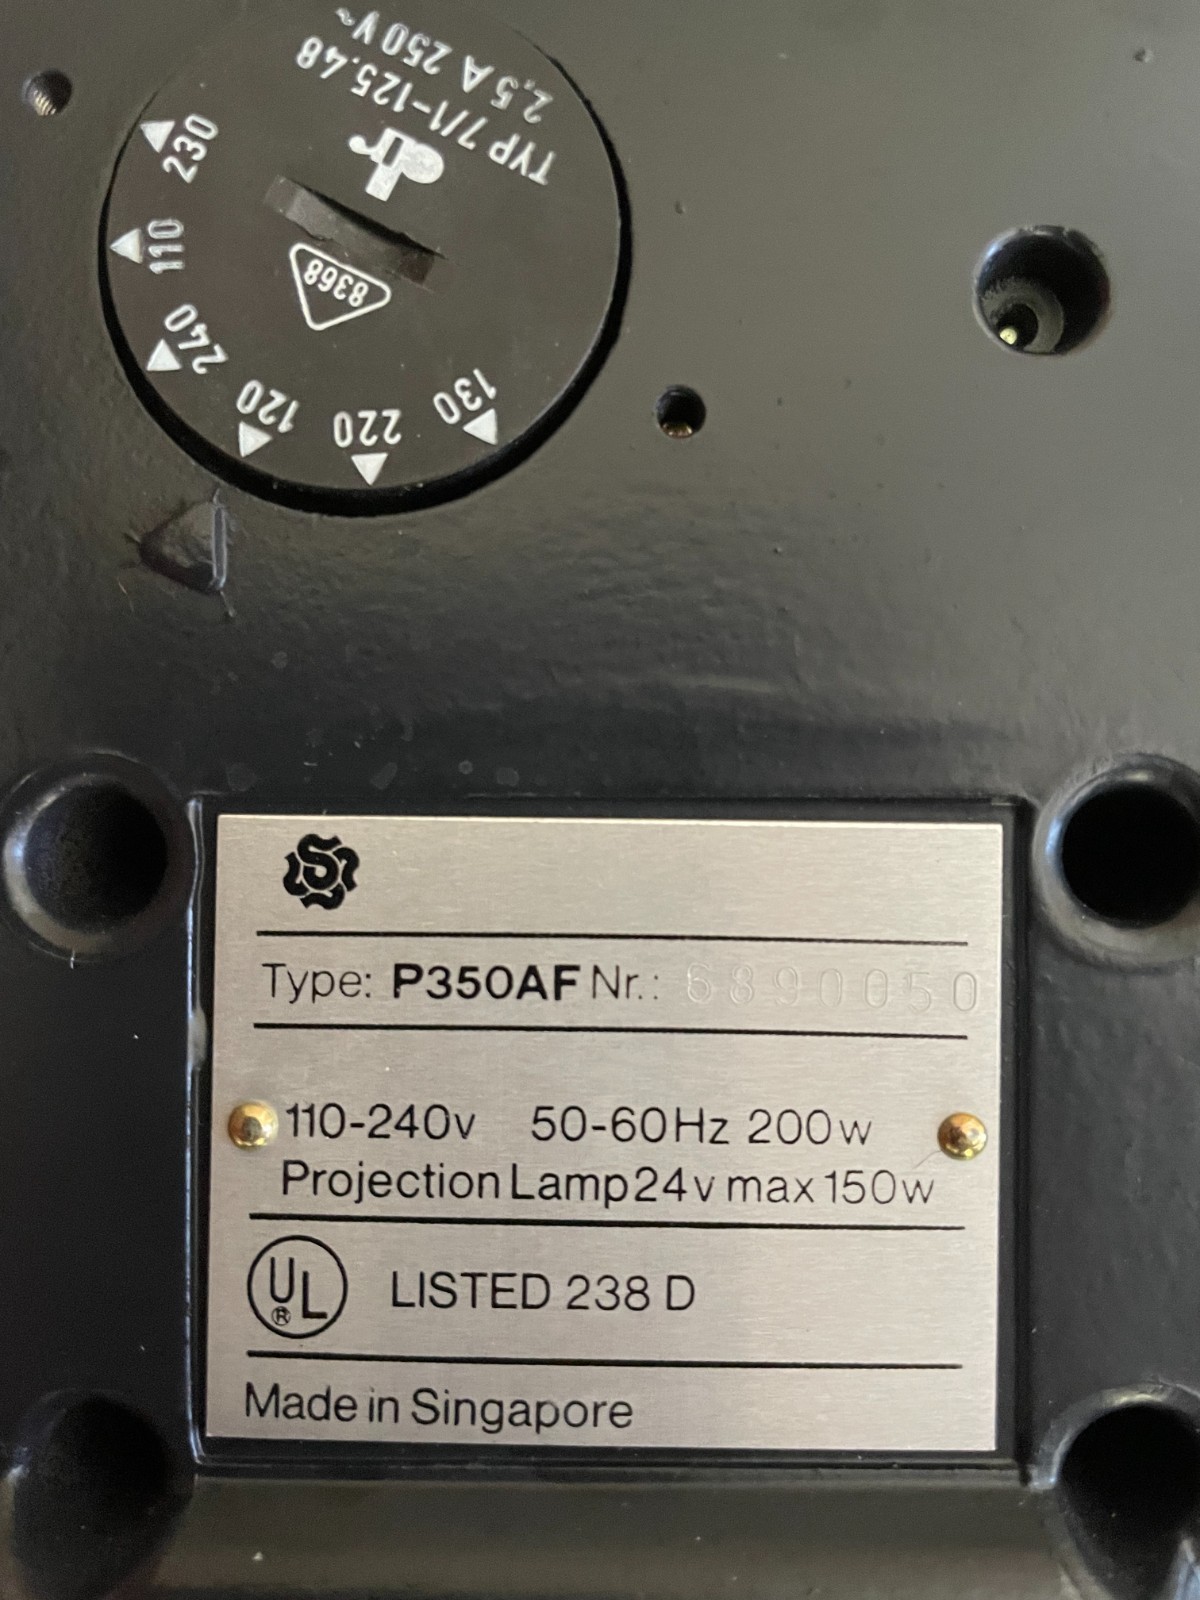 2,5 A 250 V~
TYP 7/1-125.48
8368
230
110
240
120
220
130
S
Type: P350AF Nr.: 6890050
110-240v 50-60Hz 200w
Projection Lamp 24v max 150w
UL ® LISTED 238 D
Made in Singapore